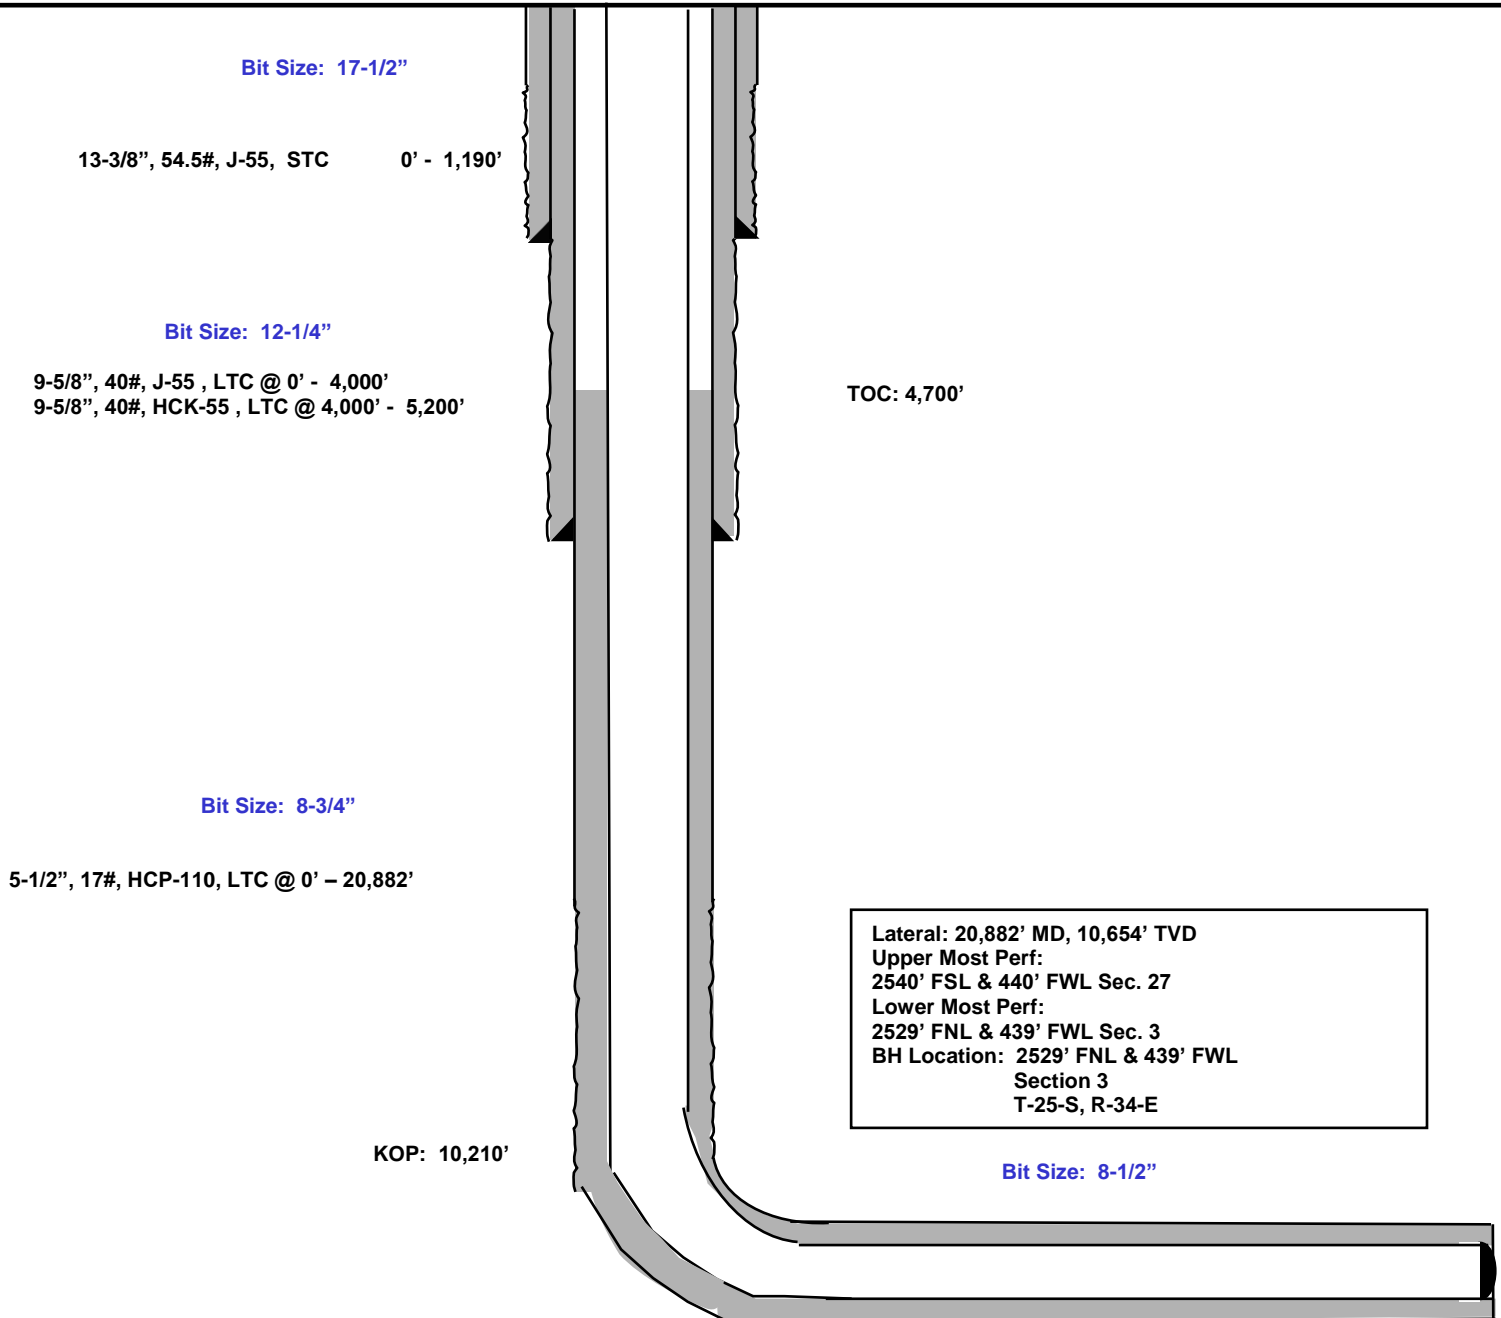 Bit Size: 17-1/2”
13-3/8”, 54.5#, J-55, STC 0’ - 1,190’
Bit Size: 12-1/4”
9-5/8”, 40#, J-55 , LTC @ 0’ - 4,000’
9-5/8”, 40#, HCK-55 , LTC @ 4,000’ - 5,200’
TOC: 4,700’
Bit Size: 8-3/4”
5-1/2”, 17#, HCP-110, LTC @ 0’ – 20,882’
Lateral: 20,882’ MD, 10,654’ TVD
Upper Most Perf:
2540’ FSL & 440’ FWL Sec. 27
Lower Most Perf:
2529’ FNL & 439’ FWL Sec. 3
BH Location: 2529’ FNL & 439’ FWL
Section 3
T-25-S, R-34-E
KOP: 10,210’
Bit Size: 8-1/2”